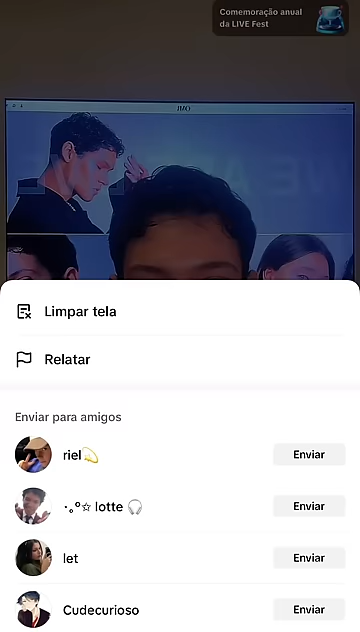 Comemoração anual
da LIVE Fest
Limpar tela
Relatar
Enviar para amigos
riel💫
Enviar
･｡°☆ lotte 🎧
Enviar
let
Enviar
Cudecurioso
Enviar